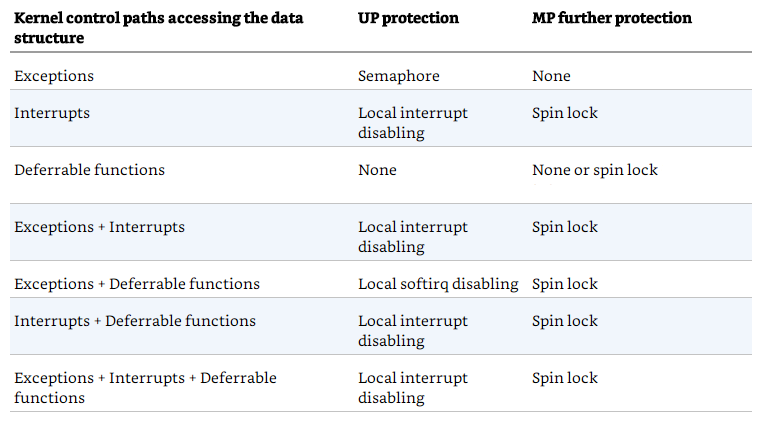 Kernel control paths accessing the data structure UP protection MP further protection
Exceptions Semaphore None
Interrupts Local interrupt disabling Spin lock
Deferrable functions None None or spin lock
Exceptions + Interrupts Local interrupt disabling Spin lock
Exceptions + Deferrable functions Local softirq disabling Spin lock
Interrupts + Deferrable functions Local interrupt disabling Spin lock
Exceptions + Interrupts + Deferrable functions Local interrupt disabling Spin lock